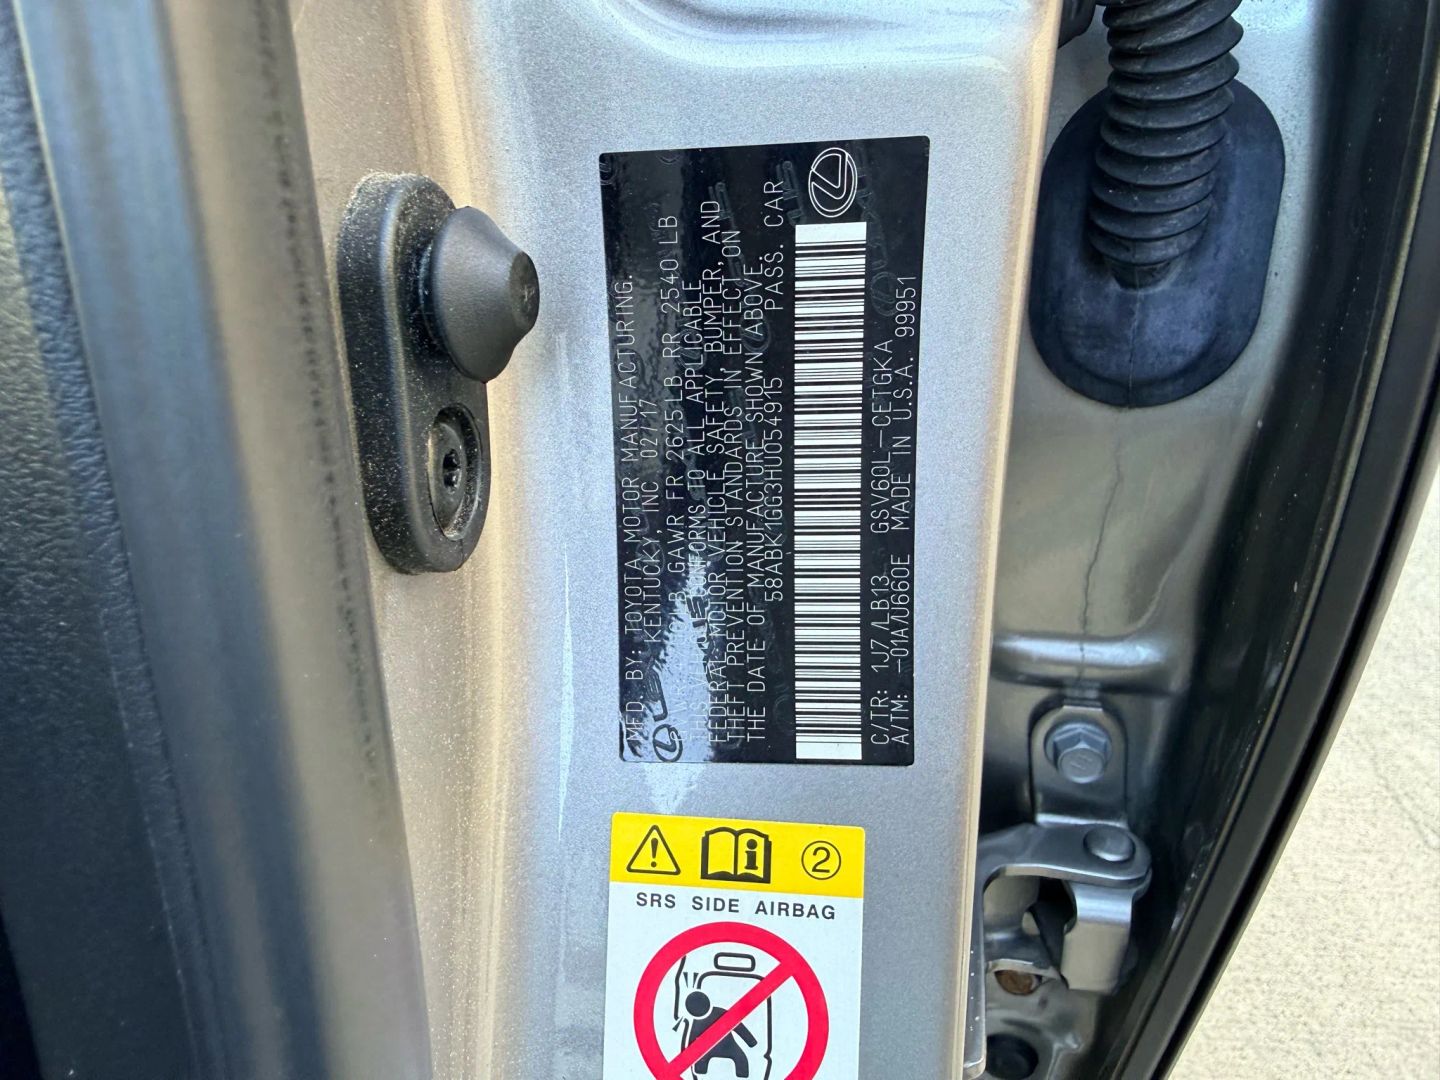 MFD. BY: TOYOTA MOTOR MANUFACTURING.
KENTUCKY, INC 02/17
GAWR FR 2625 LB RR 2540 LB
CONFORMS TO ALL APPLICABLE
FEDERAL MOTOR VEHICLE SAFETY, BUMPER, AND
THEFT PREVENTION STANDARDS IN EFFECT ON
THE DATE OF MANUFACTURE SHOWN ABOVE.
58ABK1GG3HU054915 PASS. CAR
C/TR: 1J7/LB13 GSV60L-CETGKA
A/TM: -01A/U660E MADE IN U.S.A. 99951
2
SRS SIDE AIRBAG